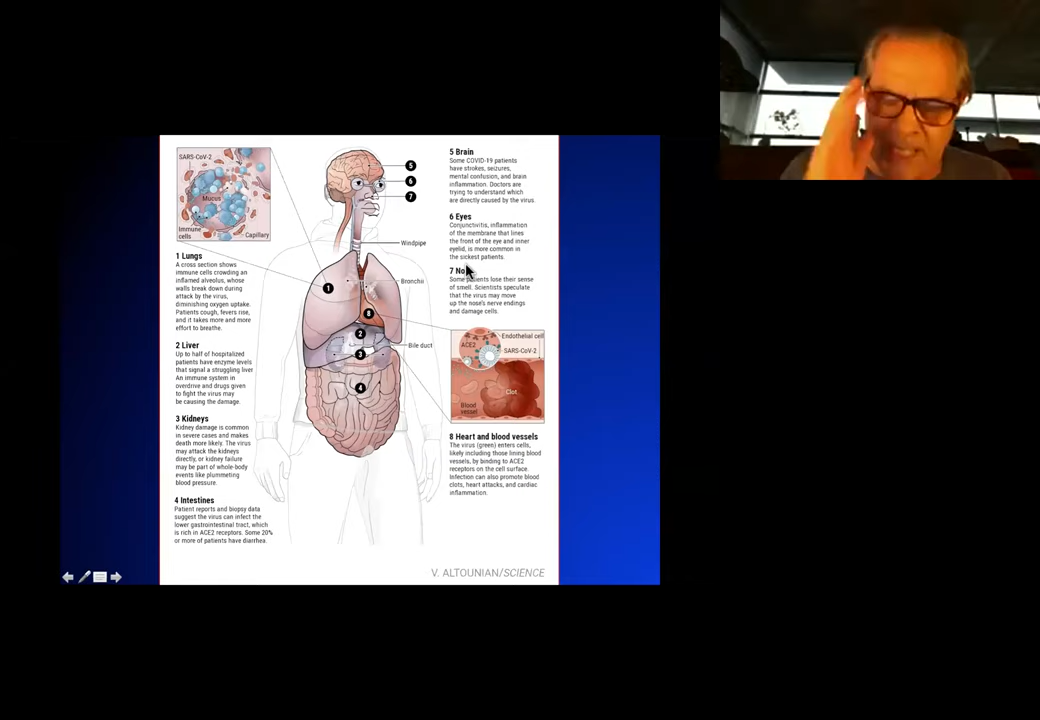 SARS-CoV-2
Mucus
Immune
cells
Capillary
1 Lungs
A cross section shows
immune cells crowding an
inflamed alveolus, whose
walls break down during
attack by the virus,
diminishing oxygen uptake.
Patients cough, fevers rise,
and it takes more and more
effort to breathe.
2 Liver
Up to half of hospitalized
patients have enzyme levels
that signal a struggling liver.
An immune system in
overdrive and drugs given
to fight the virus may
be causing the damage.
3 Kidneys
Kidney damage is common
in severe cases and makes
death more likely. The virus
may attack the kidneys
directly, or kidney failure
may be part of whole-body
events like plummeting
blood pressure.
4 Intestines
Patient reports and biopsy data
suggest the virus can infect the
lower gastrointestinal tract, which
is rich in ACE2 receptors. Some 20%
or more of patients have diarrhea.
5
6
7
Windpipe
Bronchii
1
8
2
Bile duct
3
4
5 Brain
Some COVID-19 patients
have strokes, seizures,
mental confusion, and brain
inflammation. Doctors are
trying to understand which
are directly caused by the virus.
6 Eyes
Conjunctivitis, inflammation
of the membrane that lines
the front of the eye and inner
eyelid, is more common in
the sickest patients.
7 No
Some patients lose their sense
of smell. Scientists speculate
that the virus may move
up the nose's nerve endings
and damage cells.
ACE2
Endothelial cell
SARS-CoV-2
Clot
Blood
vessel
8 Heart and blood vessels
The virus (green) enters cells,
likely including those lining blood
vessels, by binding to ACE2
receptors on the cell surface.
Infection can also promote blood
clots, heart attacks, and cardiac
inflammation.
V. ALTOUNIAN/SCIENCE